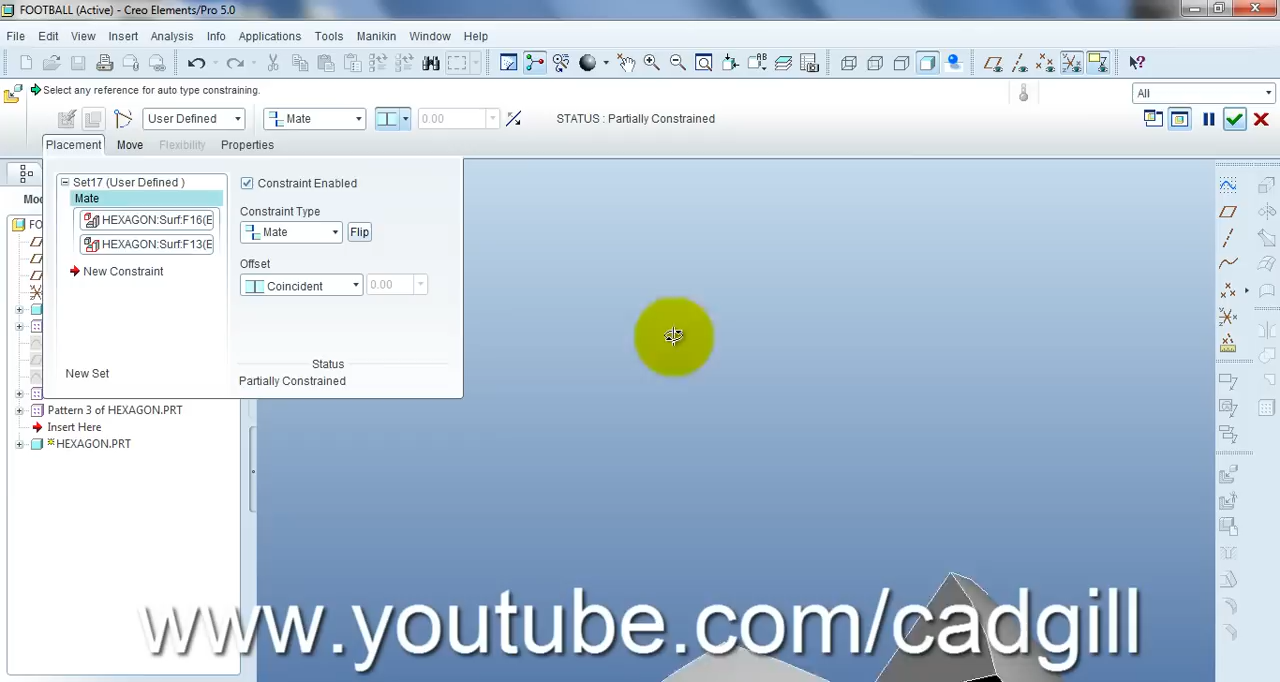 FOOTBALL (Active) - Creo Elements/Pro 5.0
File Edit View Insert Analysis Info Applications Tools Manikin Window Help
Select any reference for auto type constraining.
All
User Defined Mate 0.00 STATUS : Partially Constrained
Placement Move Flexibility Properties
Set17 (User Defined )
Constraint Enabled
Mate
Constraint Type
HEXAGON:Surf:F16(E
Mate Flip
HEXAGON:Surf:F13(E
Offset
New Constraint
Coincident 0.00
Status
New Set
Partially Constrained
Mo
FO
Pattern 3 of HEXAGON.PRT
Insert Here
HEXAGON.PRT
www.youtube.com/cadgill